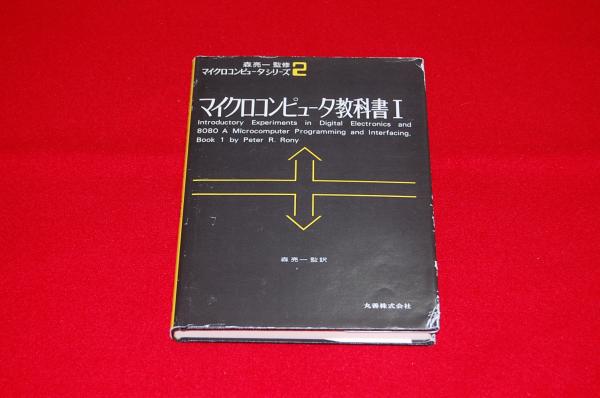 森亮一 監修
マイクロコンピュータシリーズ 2
マイクロコンピュータ教科書 I
Introductory Experiments in Digital Electronics and
8080 A Microcomputer Programming and Interfacing,
Book 1 by Peter R. Rony
森 亮一 監訳
丸善株式会社